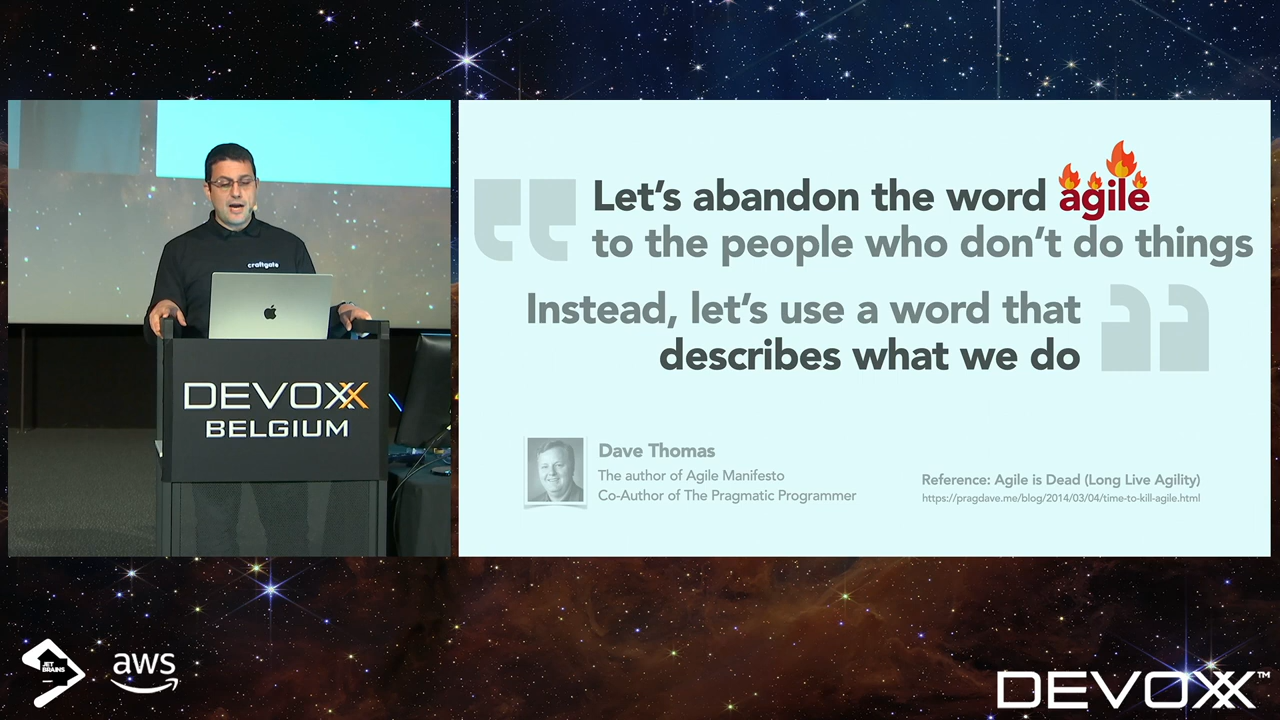 craftgate
DEVOXX
BELGIUM
Let's abandon the word agile
to the people who don't do things
Instead, let's use a word that
describes what we do
Dave Thomas
The author of Agile Manifesto
Co-Author of The Pragmatic Programmer
Reference: Agile is Dead (Long Live Agility)
https://pragdave.me/blog/2014/03/04/time-to-kill-agile.html
JET
BRAINS
aws
DEVOXX™